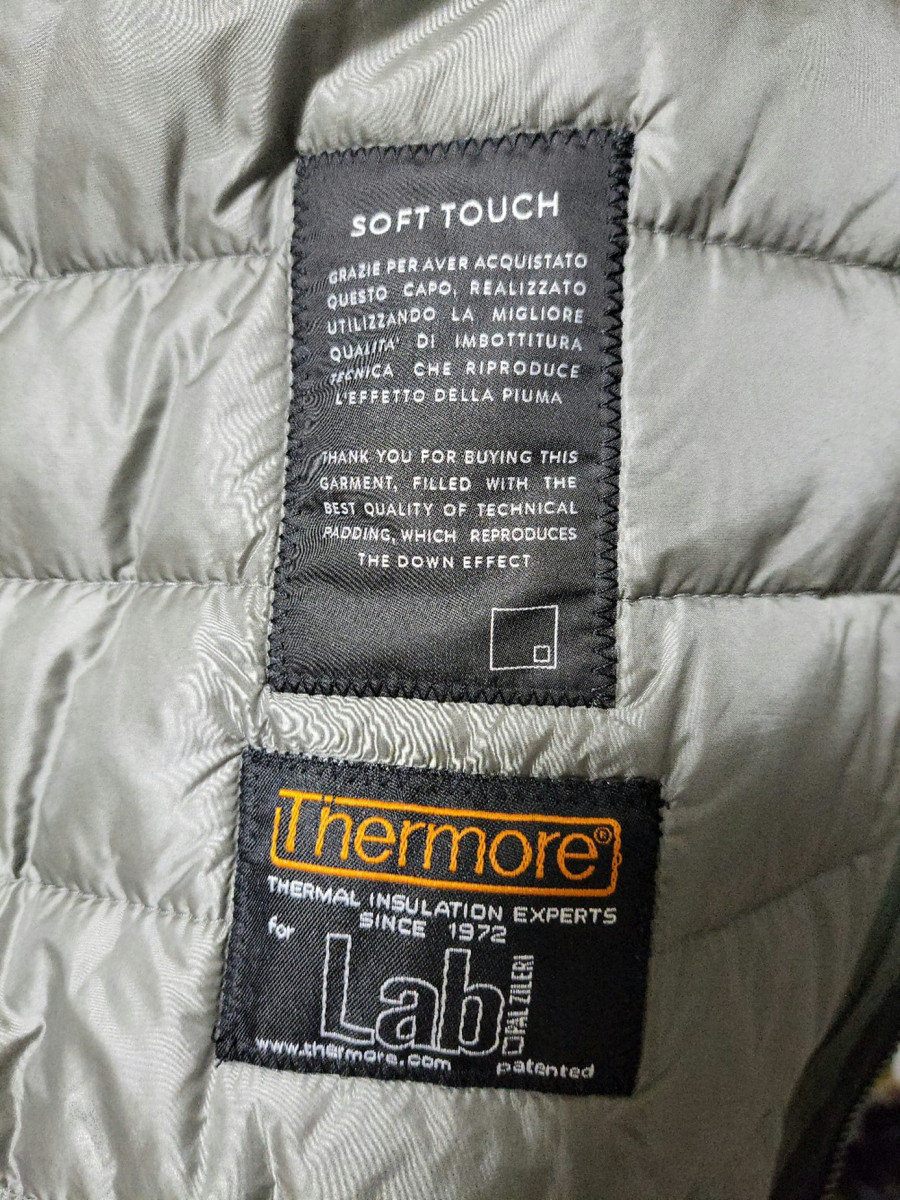 SOFT TOUCH
GRAZIE PER AVER ACQUISTATO
QUESTO CAPO, REALIZZATO
UTILIZZANDO LA MIGLIORE
QUALITA' DI IMBOTTITURA
TECNICA CHE RIPRODUCE
L'EFFETTO DELLA PIUMA
THANK YOU FOR BUYING THIS
GARMENT, FILLED WITH THE
BEST QUALITY OF TECHNICAL
PADDING, WHICH REPRODUCES
THE DOWN EFFECT
Thermore®
THERMAL INSULATION EXPERTS
SINCE 1972
for
Lab
PAL ZILERI
www.thermore.com patented